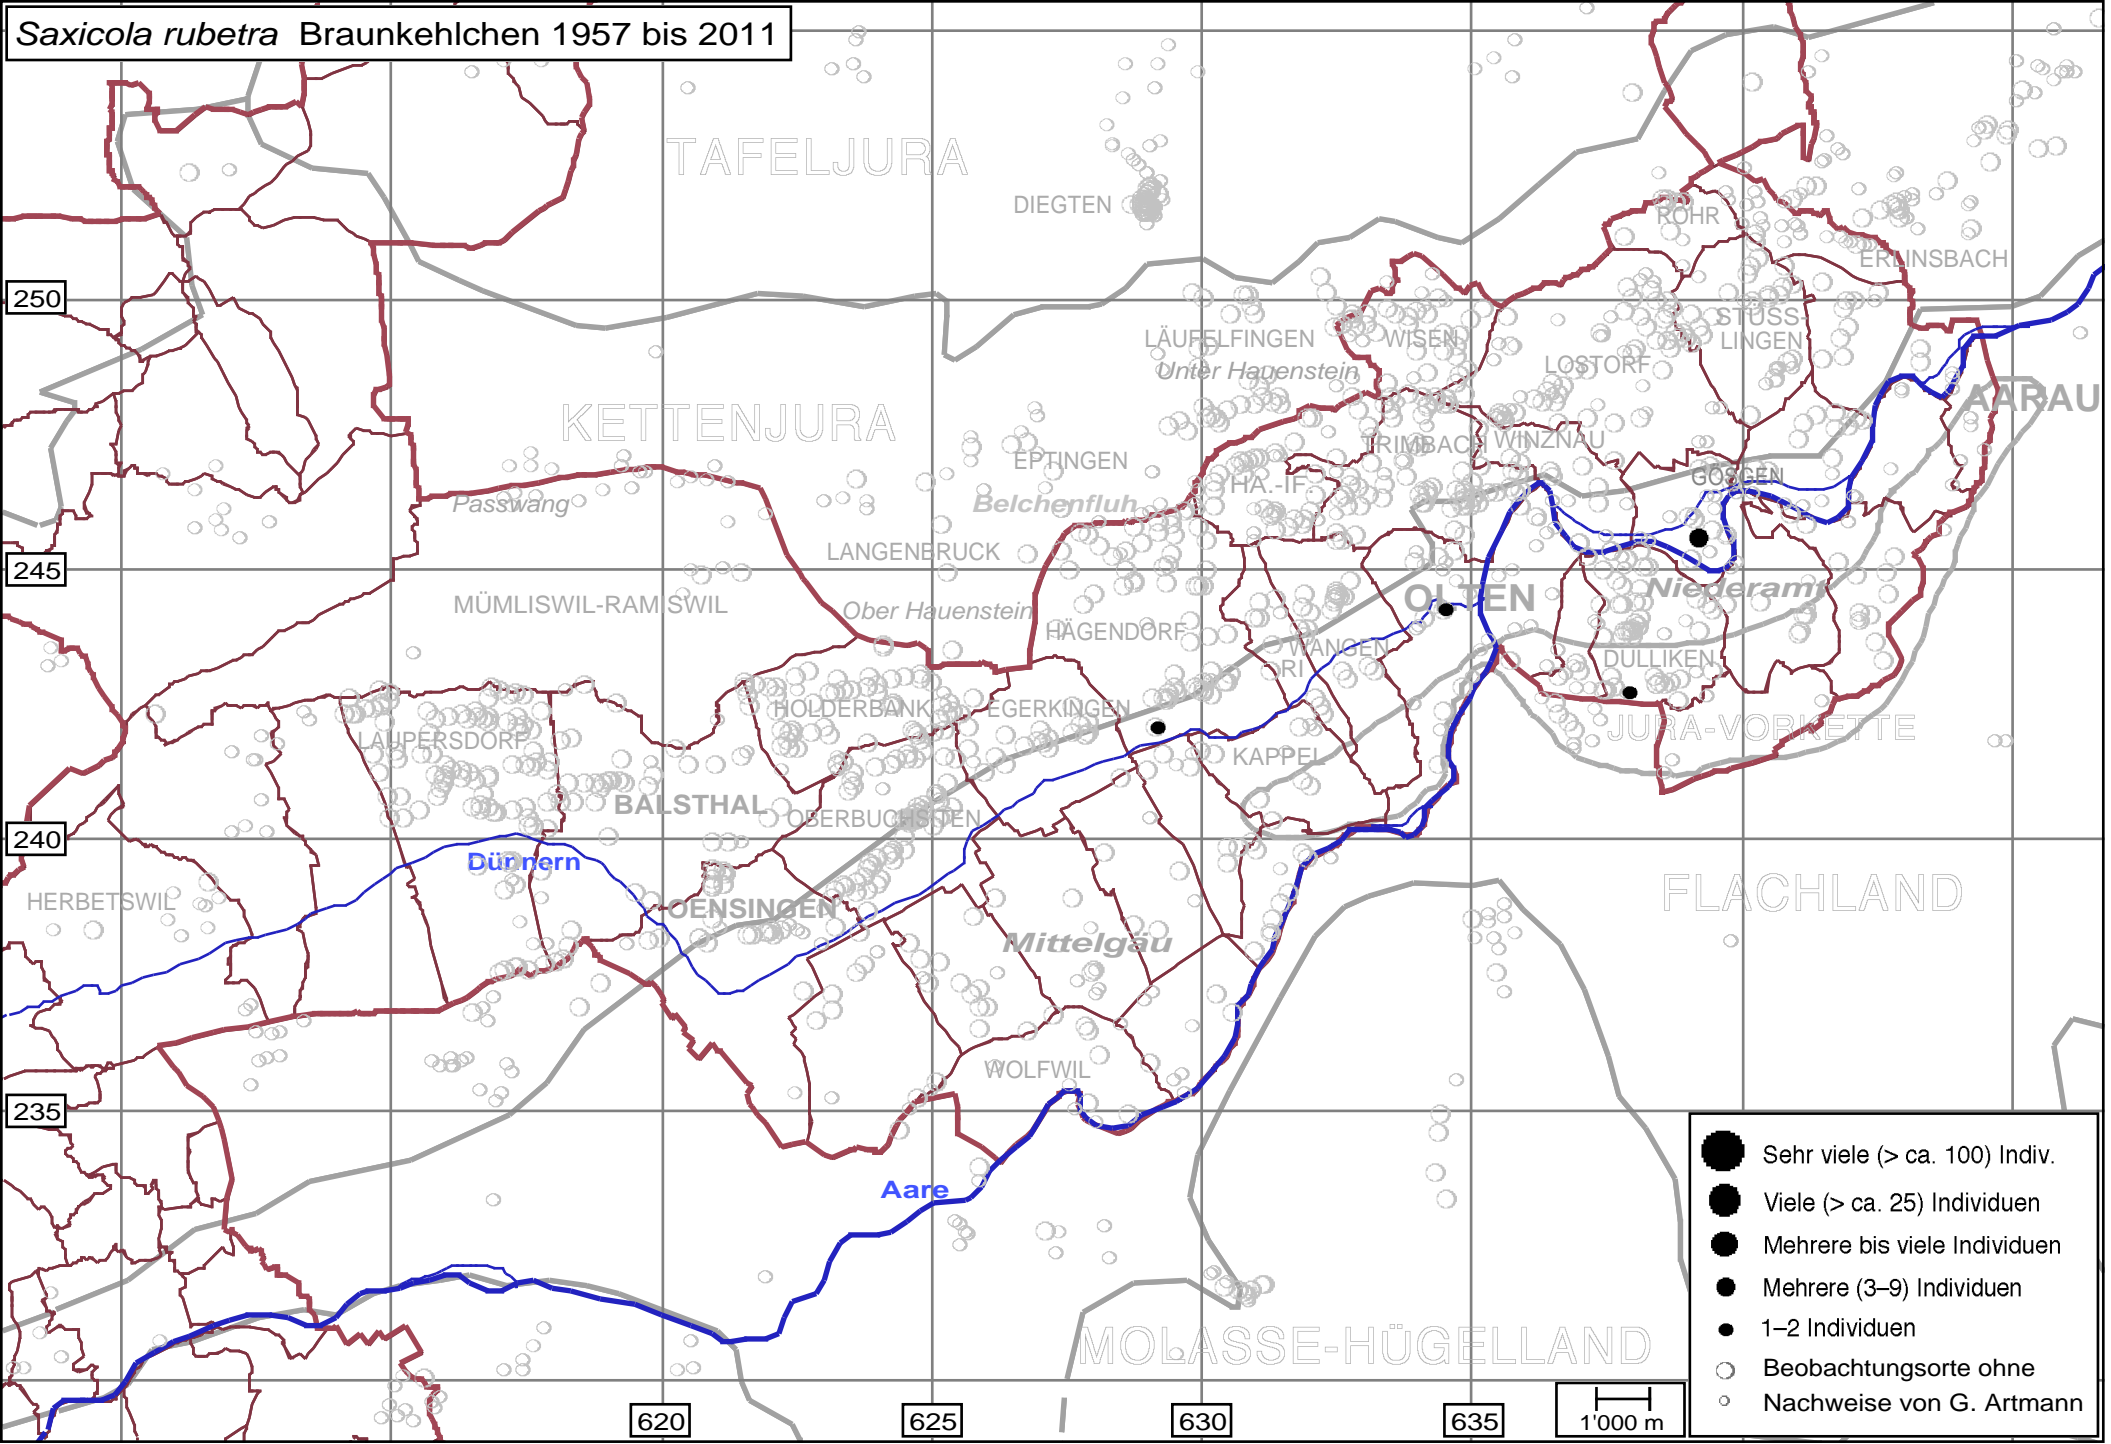 Saxicola rubetra Braunkehlchen 1957 bis 2011
TAFELJURA
DIEGTEN
ROHR
ERLINSBACH
250
STÜSS-
LINGEN
LÄUFELFINGEN
WISEN
Unter Hauenstein
LOSTORF
AARAU
KETTENJURA
TRIMBACH
WINZNAU
EPTINGEN
GÖSGEN
HA.-IF.
Passwang
Belchenfluh
LANGENBRUCK
245
Niederamt
MÜMLISWIL-RAMISWIL
OLTEN
Ober Hauenstein
HÄGENDORF
WANGEN
RI
DULLIKEN
HOLDERBANK
EGERKINGEN
JURA-VORKETTE
LAUPERSDORF
KAPPEL
BALSTHAL
OBERBUCHSITEN
240
Dünnern
HERBETSWIL
OENSINGEN
FLACHLAND
Mittelgäu
WOLFWIL
235
Aare
MOLASSE-HÜGELLAND
620
625
630
635
1'000 m
Sehr viele (> ca. 100) Indiv.
Viele (> ca. 25) Individuen
Mehrere bis viele Individuen
Mehrere (3–9) Individuen
1–2 Individuen
Beobachtungsorte ohne
Nachweise von G. Artmann